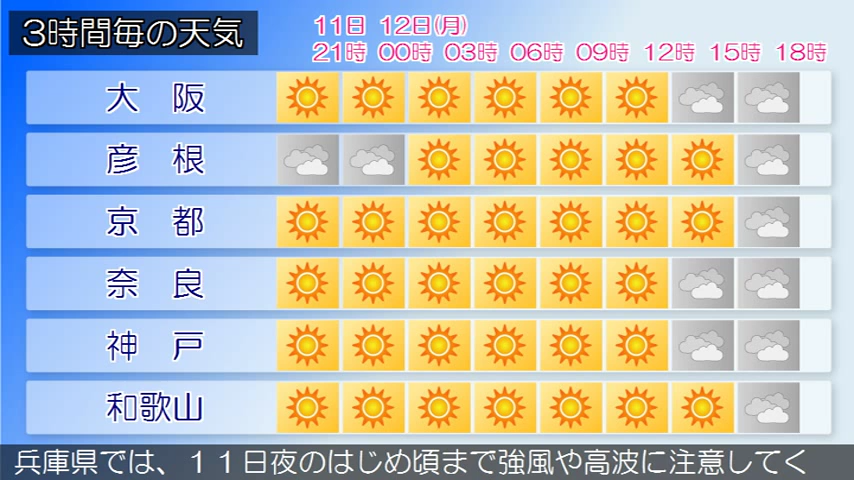 3時間毎の天気
11日 12日(月)
21時 00時 03時 06時 09時 12時 15時 18時
大 阪
彦 根
京 都
奈 良
神 戸
和歌山
兵庫県では、11日夜のはじめ頃まで強風や高波に注意してく